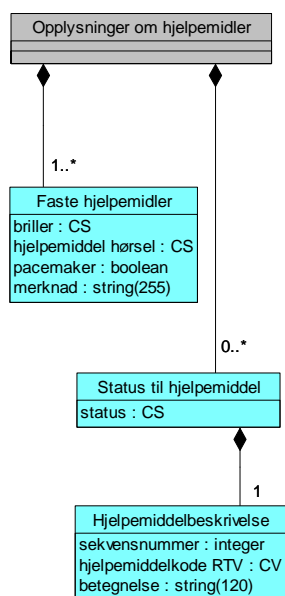 Opplysninger om hjelpemidler
1..*
Faste hjelpemidler
briller : CS
hjelpemiddel hørsel : CS
pacemaker : boolean
merknad : string(255)
0..*
Status til hjelpemiddel
status : CS
1
Hjelpemiddelbeskrivelse
sekvensnummer : integer
hjelpemiddelkode RTV : CV
betegnelse : string(120)